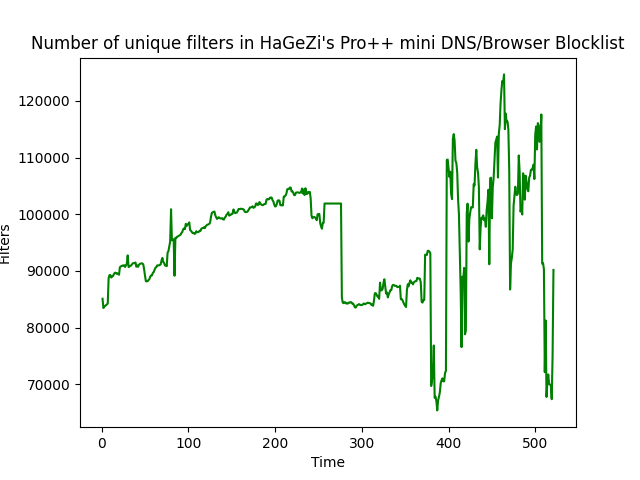 Number of unique filters in HaGeZi's Pro++ mini DNS/Browser Blocklist
120000
110000
100000
90000
80000
70000
Filters
0 100 200 300 400 500
Time